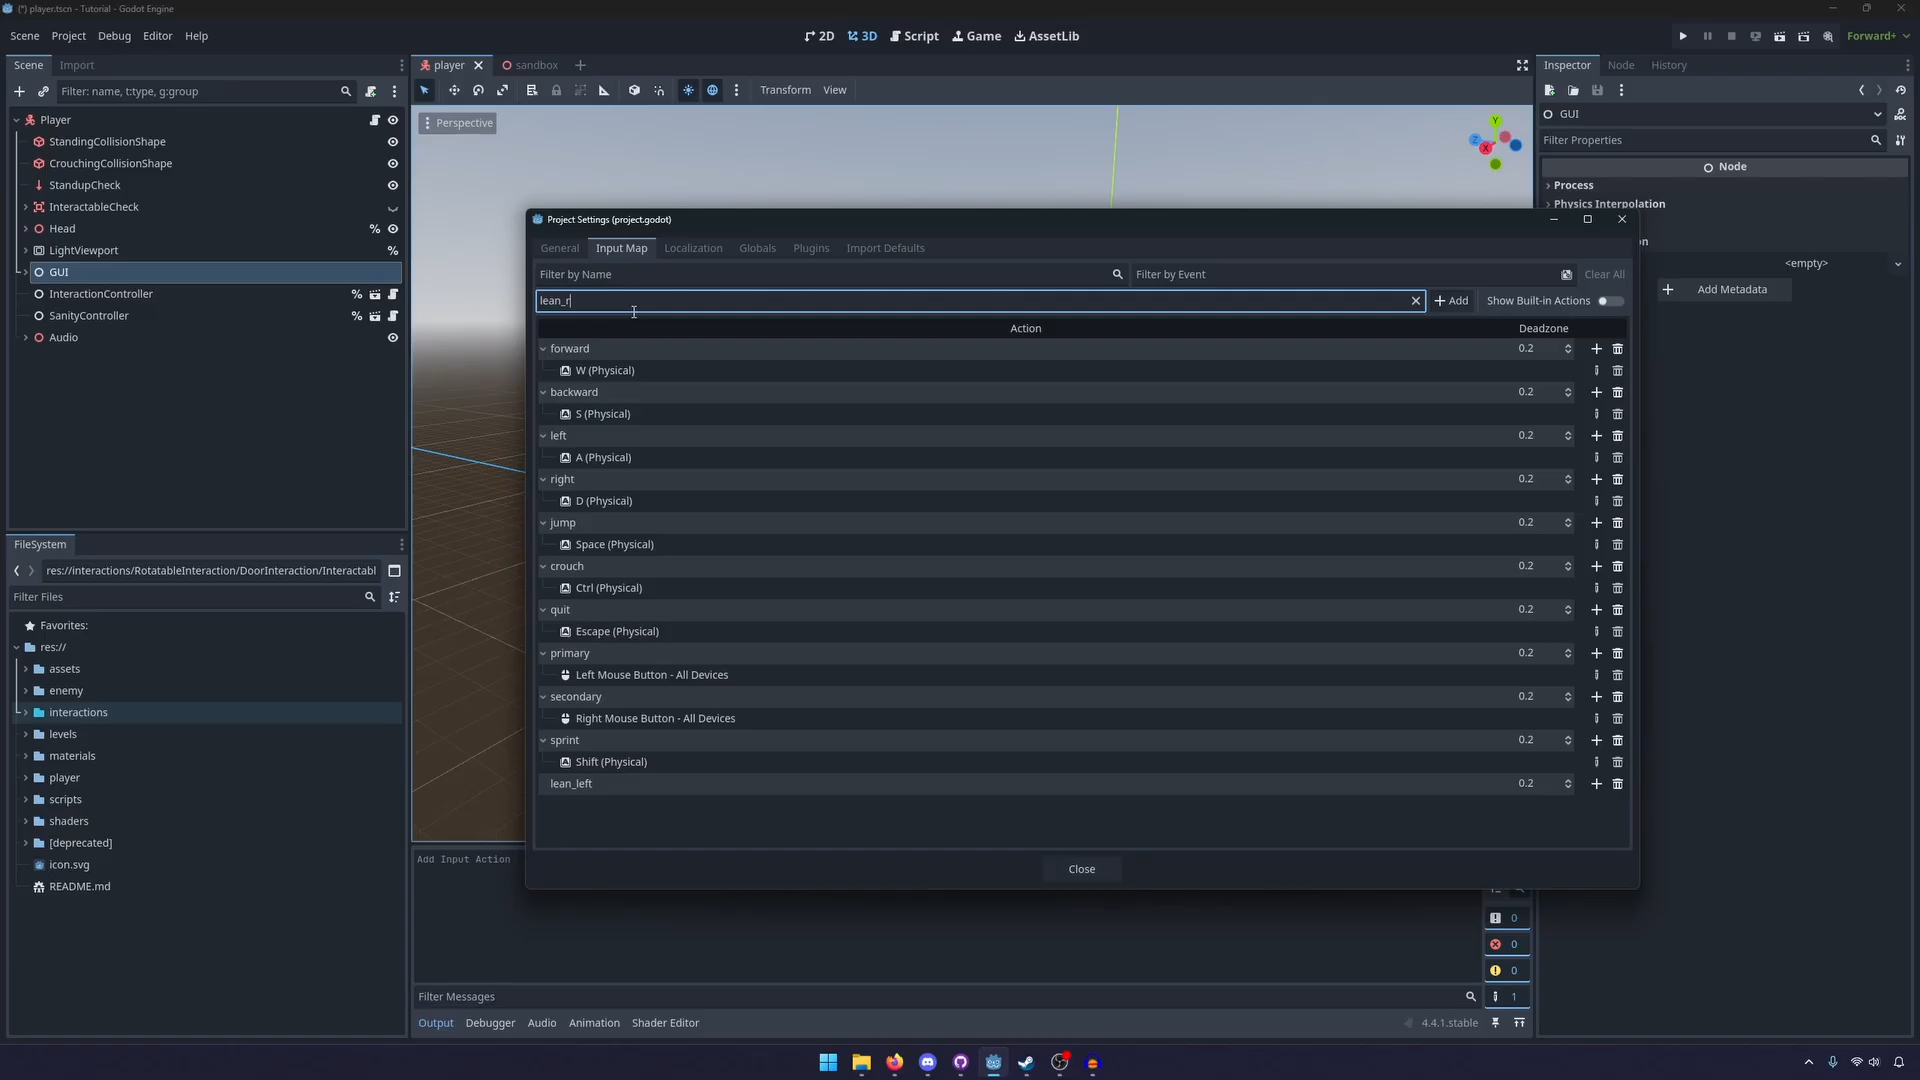 (*) player.tscn - Tutorial - Godot Engine
Scene Project Debug Editor Help
2D 3D Script Game AssetLib
Forward+
Scene Import
Filter: name, t:type, g:group
Player
StandingCollisionShape
CrouchingCollisionShape
StandupCheck
InteractableCheck
Head %
LightViewport %
GUI
InteractionController %
SanityController %
Audio
FileSystem
res://interactions/RotatableInteraction/DoorInteraction/Interactabl
Filter Files
Favorites:
res://
assets
enemy
interactions
levels
materials
player
scripts
shaders
[deprecated]
icon.svg
README.md
player sandbox
Transform View
Perspective
Y
Z
X
Project Settings (project.godot)
General Input Map Localization Globals Plugins Import Defaults
Filter by Name Filter by Event Clear All
lean_r Add Show Built-in Actions
Action Deadzone
forward 0.2
W (Physical)
backward 0.2
S (Physical)
left 0.2
A (Physical)
right 0.2
D (Physical)
jump 0.2
Space (Physical)
crouch 0.2
Ctrl (Physical)
quit 0.2
Escape (Physical)
primary 0.2
Left Mouse Button - All Devices
secondary 0.2
Right Mouse Button - All Devices
sprint 0.2
Shift (Physical)
lean_left 0.2
Close
Add Input Action
0
0
0
1
Filter Messages
Output Debugger Audio Animation Shader Editor 4.4.1.stable
Inspector Node History
GUI
Filter Properties
Node
Process
Physics Interpolation
on
<empty>
Add Metadata